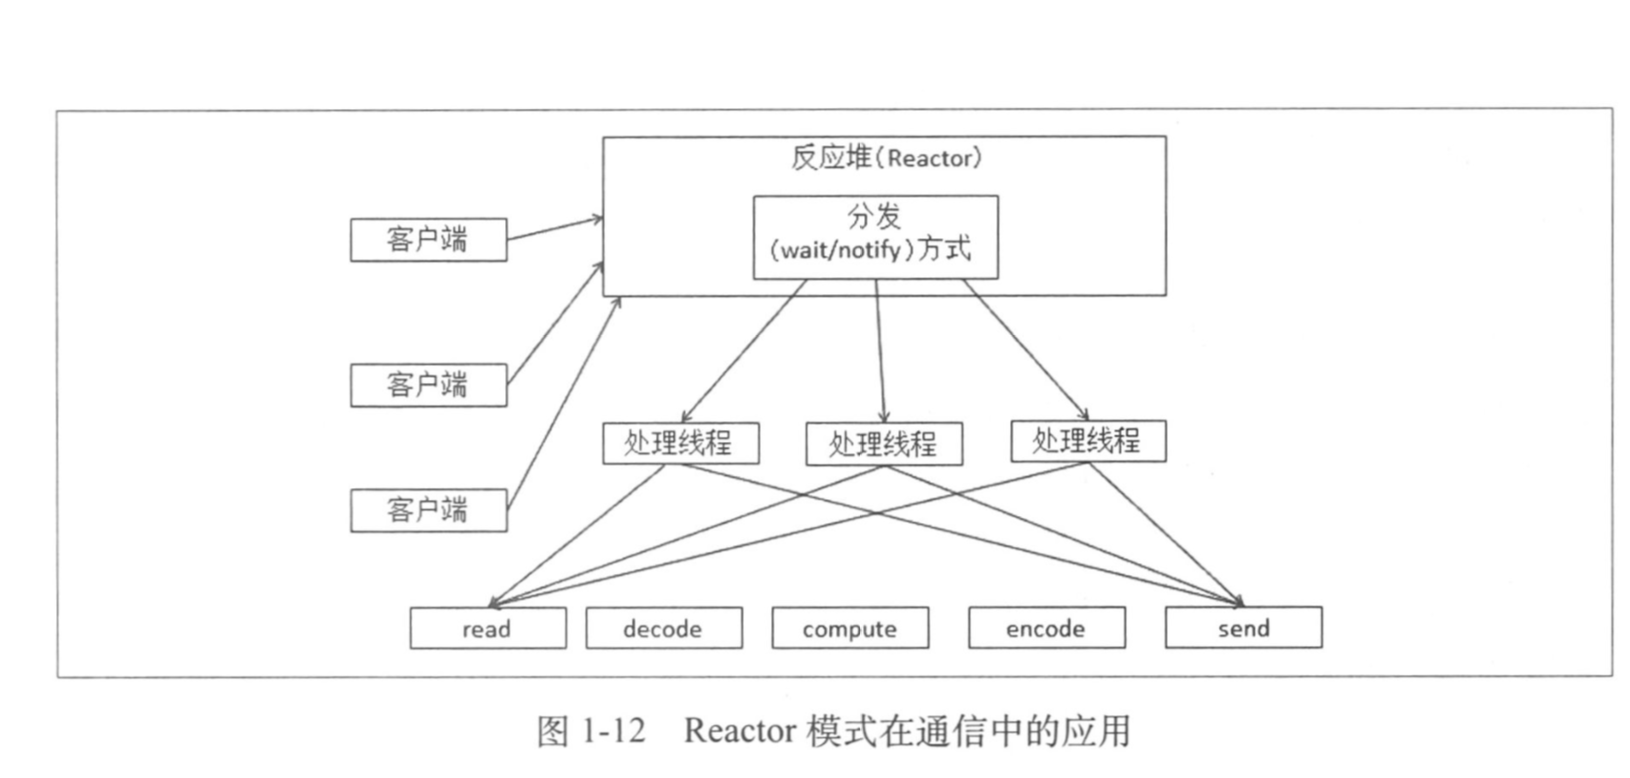 反应堆(Reactor)
分发
(wait/notify)方式
客户端
客户端
客户端
处理线程
处理线程
处理线程
read
decode
compute
encode
send
图 1-12 Reactor 模式在通信中的应用